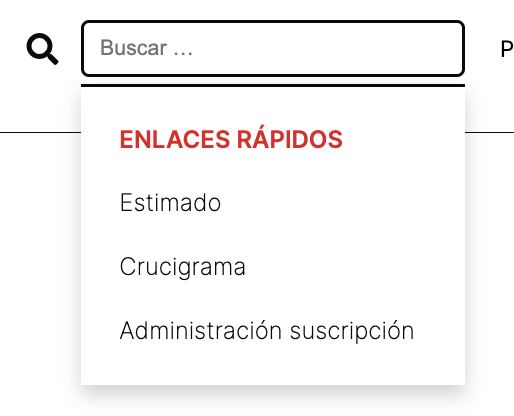 Buscar ...
P
ENLACES RÁPIDOS
Estimado
Crucigrama
Administración suscripción